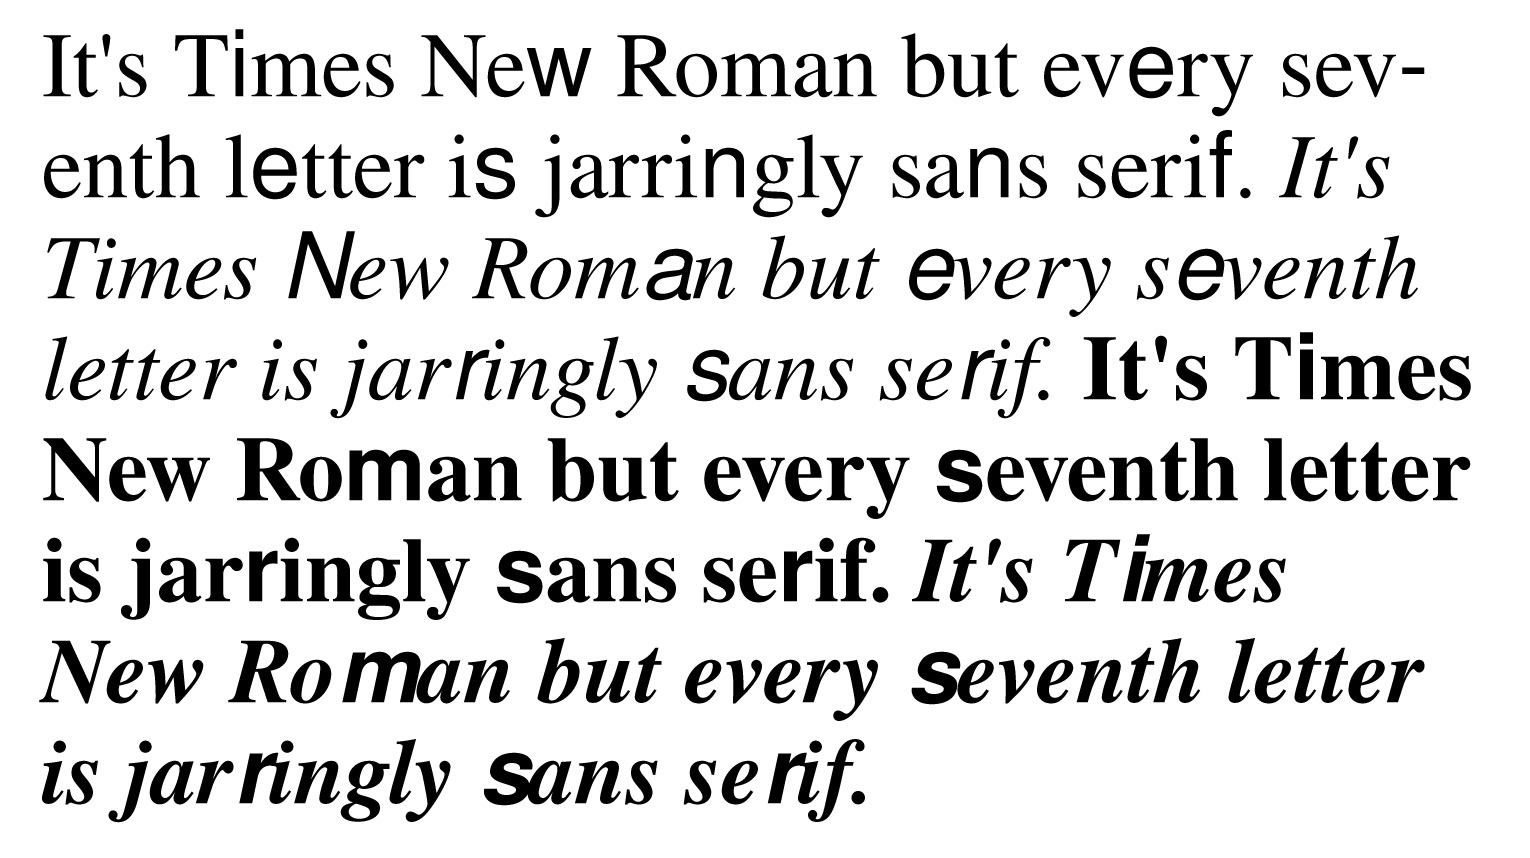 It's Times New Roman but every sev-
enth letter is jarringly sans serif. It's
Times New Roman but every seventh
letter is jarringly sans serif. It's Times
New Roman but every seventh letter
is jarringly sans serif. It's Times
New Roman but every seventh letter
is jarringly sans serif.